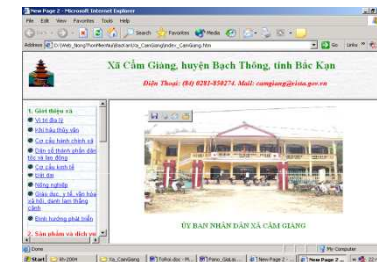 New Page 2 - Microsoft Internet Explorer
File Edit View Favorites Tools Help
Back Search Favorites Media
Address Go Links
Xã Cẩm Giàng, huyện Bạch Thông, tỉnh Bắc Kạn
Điện Thoại: (84) 0281-850274. Mail: camgiang@vista.gov.vn
1. Giới thiệu xã
Vị trí địa lý
Khí hậu thủy văn
Cơ cấu hành chính xã
Dân số thành phần dân
tộc và lao động
Cơ cấu kinh tế
Đất đai
Nông nghiệp
Giáo dục, y tế, văn hóa
xã hội, danh lam thắng
cảnh
Định hướng phát triển
2. Sản phẩm và dịch vụ
ỦY BAN NHÂN DÂN XÃ CẨM GIÀNG
Done My Computer
Start Xa_CamGiang New Page 2 ...